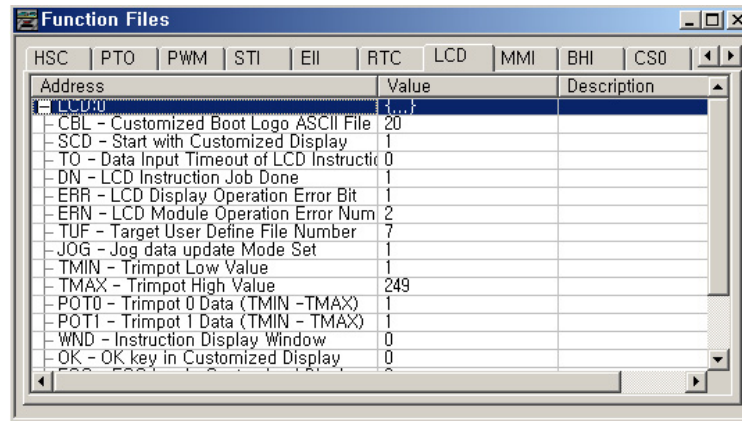 Function Files
HSC PTO PWM STI EII RTC LCD MMI BHI CS0
Address Value Description
LCD:0 {...}
CBL - Customized Boot Logo ASCII File 20
SCD - Start with Customized Display 1
TO - Data Input Timeout of LCD Instructi 0
DN - LCD Instruction Job Done 1
ERR - LCD Display Operation Error Bit 1
ERN - LCD Module Operation Error Num 2
TUF - Target User Define File Number 7
JOG - Jog data update Mode Set 1
TMIN - Trimpot Low Value 1
TMAX - Trimpot High Value 249
POT0 - Trimpot 0 Data (TMIN -TMAX) 1
POT1 - Trimpot 1 Data (TMIN - TMAX) 1
WND - Instruction Display Window 0
OK - OK key in Customized Display 0